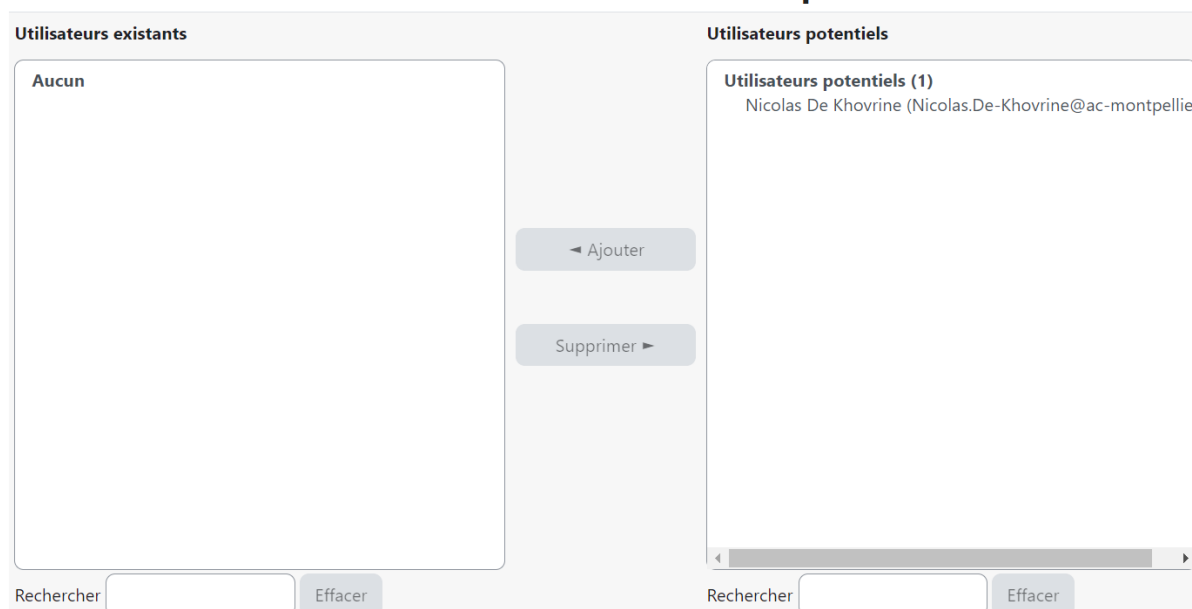 Utilisateurs existants
Aucun
◄ Ajouter
Supprimer ►
Rechercher
Effacer
Utilisateurs potentiels
Utilisateurs potentiels (1)
Nicolas De Khovrine (Nicolas.De-Khovrine@ac-montpellie
Rechercher
Effacer